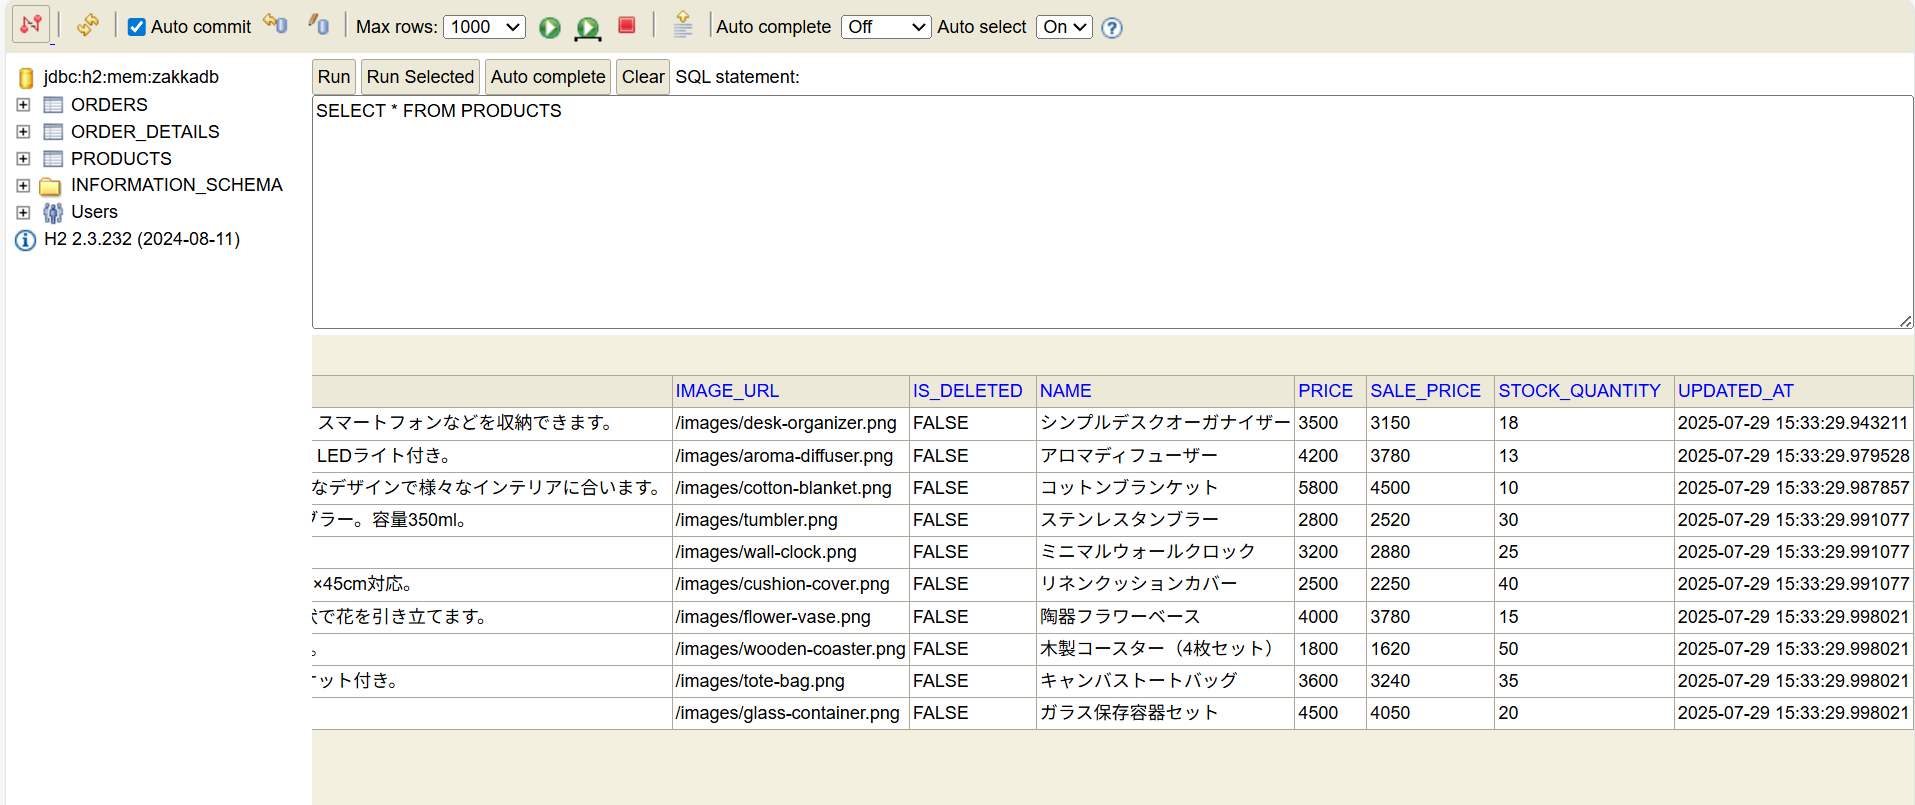 Auto commit Max rows: 1000 Auto complete Off Auto select On
jdbc:h2:mem:zakkadb
ORDERS
ORDER_DETAILS
PRODUCTS
INFORMATION_SCHEMA
Users
H2 2.3.232 (2024-08-11)
Run Run Selected Auto complete Clear SQL statement:
SELECT * FROM PRODUCTS
IMAGE_URL IS_DELETED NAME PRICE SALE_PRICE STOCK_QUANTITY UPDATED_AT
スマートフォンなどを収納できます。 /images/desk-organizer.png FALSE シンプルデスクオーガナイザー 3500 3150 18 2025-07-29 15:33:29.943211
LEDライト付き。 /images/aroma-diffuser.png FALSE アロマディフューザー 4200 3780 13 2025-07-29 15:33:29.979528
なデザインで様々なインテリアに合います。 /images/cotton-blanket.png FALSE コットンブランケット 5800 4500 10 2025-07-29 15:33:29.987857
ラー。容量350ml。 /images/tumbler.png FALSE ステンレスタンブラー 2800 2520 30 2025-07-29 15:33:29.991077
/images/wall-clock.png FALSE ミニマルウォールクロック 3200 2880 25 2025-07-29 15:33:29.991077
×45cm対応。 /images/cushion-cover.png FALSE リネンクッションカバー 2500 2250 40 2025-07-29 15:33:29.991077
で花を引き立てます。 /images/flower-vase.png FALSE 陶器フラワーベース 4000 3780 15 2025-07-29 15:33:29.998021
。 /images/wooden-coaster.png FALSE 木製コースター（4枚セット） 1800 1620 50 2025-07-29 15:33:29.998021
ット付き。 /images/tote-bag.png FALSE キャンバストートバッグ 3600 3240 35 2025-07-29 15:33:29.998021
/images/glass-container.png FALSE ガラス保存容器セット 4500 4050 20 2025-07-29 15:33:29.998021